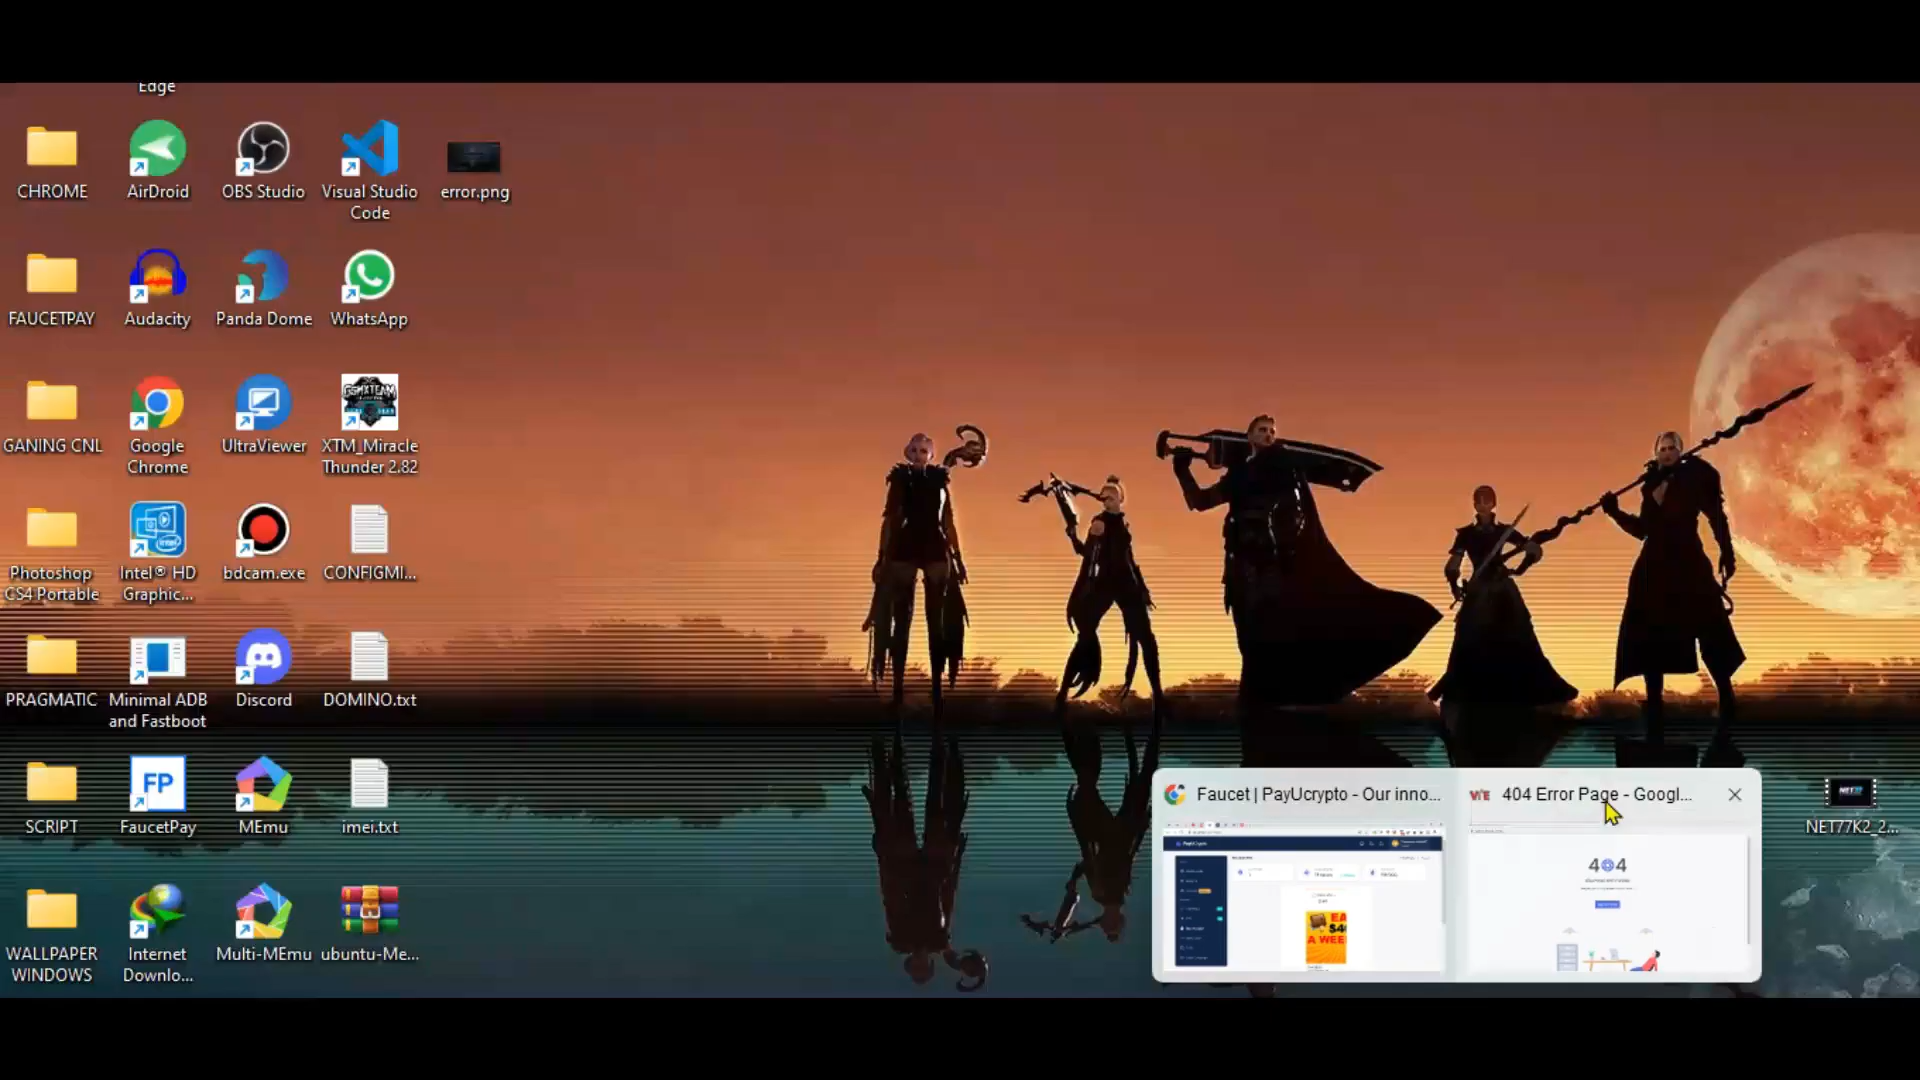 Edge
CHROME
AirDroid
OBS Studio
Visual Studio
Code
error.png
FAUCETPAY
Audacity
Panda Dome
WhatsApp
GANING CNL
Google
Chrome
UltraViewer
XTM_Miracle
Thunder 2.82
Photoshop
CS4 Portable
Intel® HD
Graphic...
bdcam.exe
CONFIGMI...
PRAGMATIC
Minimal ADB
and Fastboot
Discord
DOMINO.txt
SCRIPT
FP
FaucetPay
MEmu
imei.txt
WALLPAPER
WINDOWS
Internet
Downlo...
Multi-MEmu
ubuntu-Me...
Faucet | PayUcrypto - Our inno...
404 Error Page - Googl...
404
A WEE
NET77K2_2...